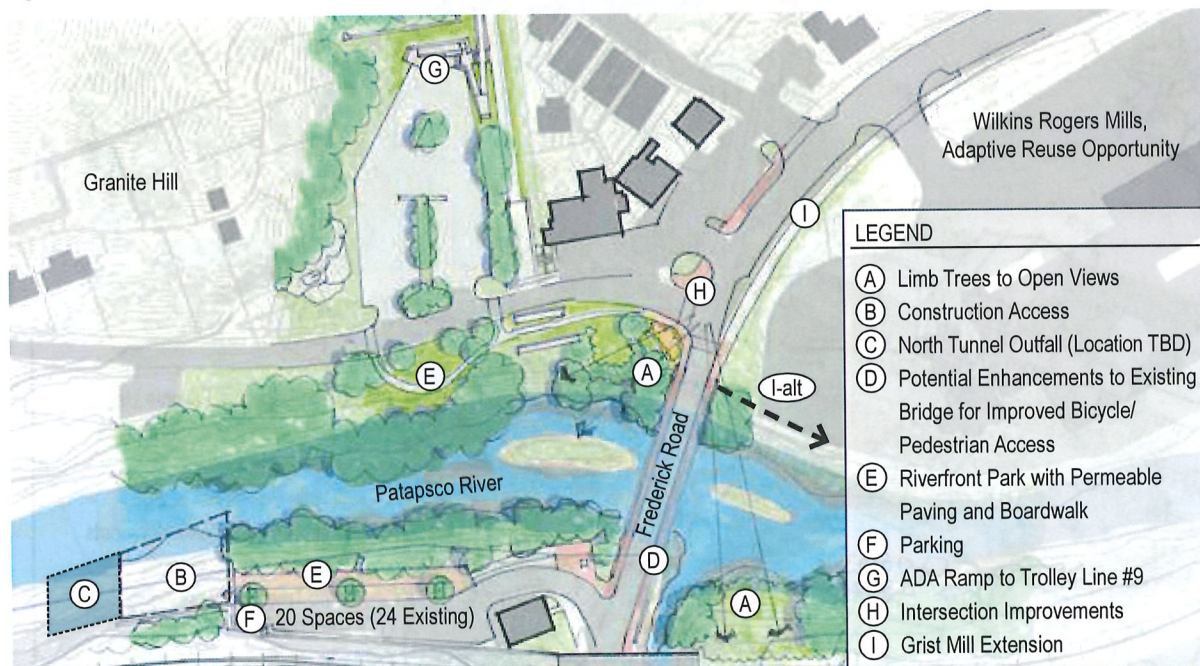 G
Granite Hill
Wilkins Rogers Mills,
Adaptive Reuse Opportunity
I
H
E
A
I-alt
Patapsco River
Frederick Road
D
C
B
E
F
20 Spaces (24 Existing)
A
LEGEND
A Limb Trees to Open Views
B Construction Access
C North Tunnel Outfall (Location TBD)
D Potential Enhancements to Existing
Bridge for Improved Bicycle/
Pedestrian Access
E Riverfront Park with Permeable
Paving and Boardwalk
F Parking
G ADA Ramp to Trolley Line #9
H Intersection Improvements
I Grist Mill Extension